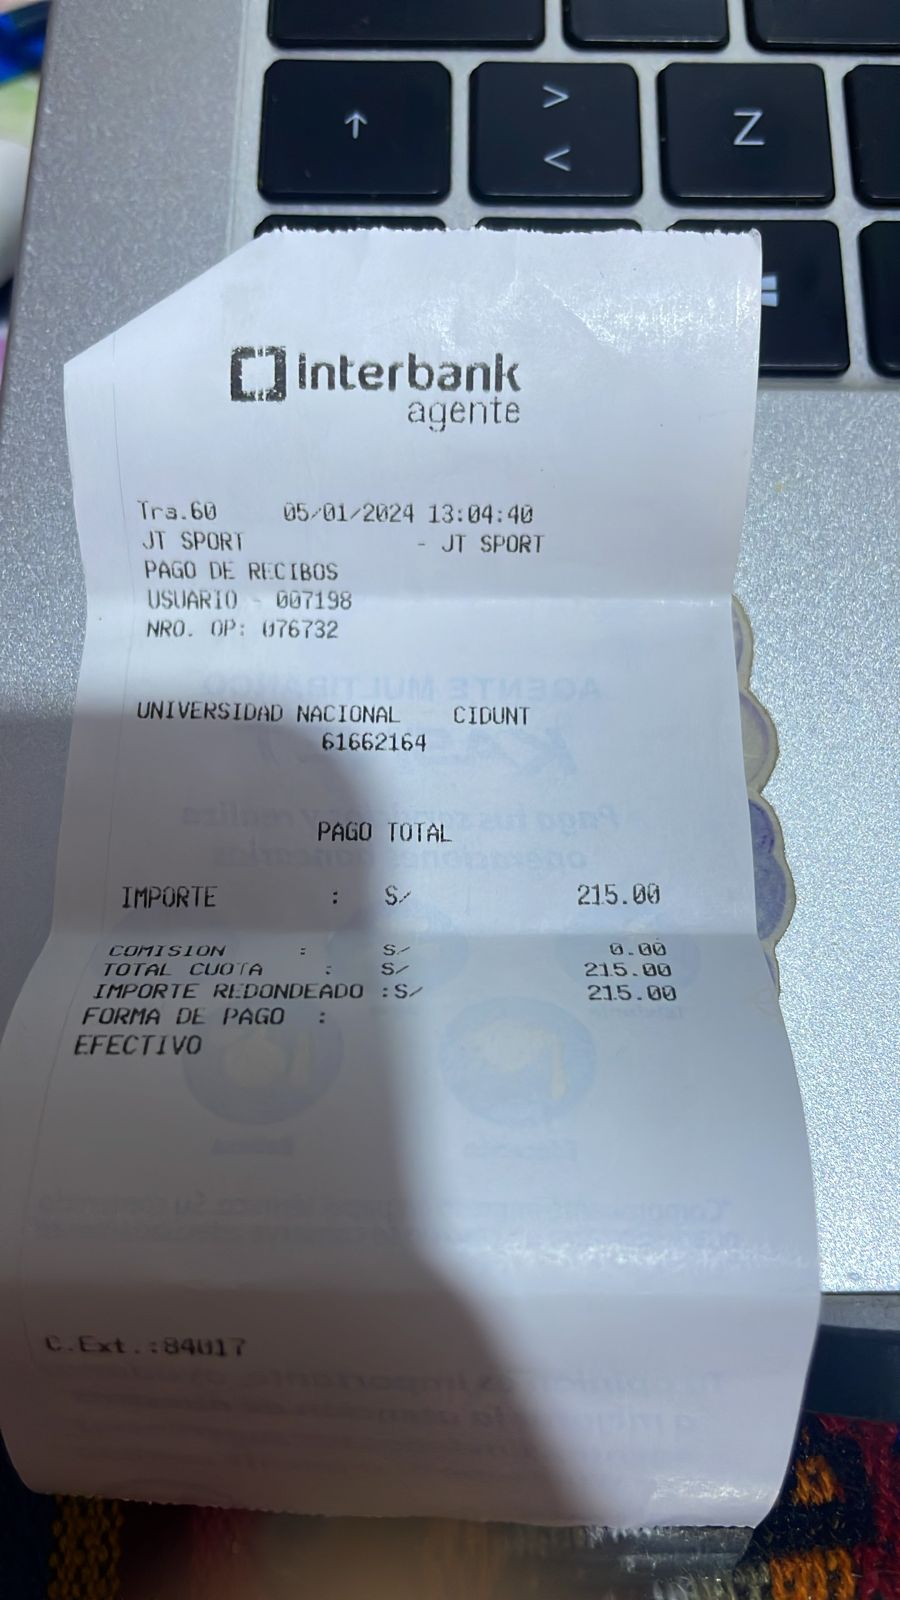 ↑
>
<
Z
Interbank
agente
Tra.60 05/01/2024 13:04:40
JT SPORT - JT SPORT
PAGO DE RECIBOS
USUARIO - 007198
NRO. OP: 076732
UNIVERSIDAD NACIONAL CIDUNT
61662164
PAGO TOTAL
IMPORTE : S/ 215.00
COMISION : S/ 0.00
TOTAL CUOTA : S/ 215.00
IMPORTE REDONDEADO :S/ 215.00
FORMA DE PAGO :
EFECTIVO
C.Ext.:84017